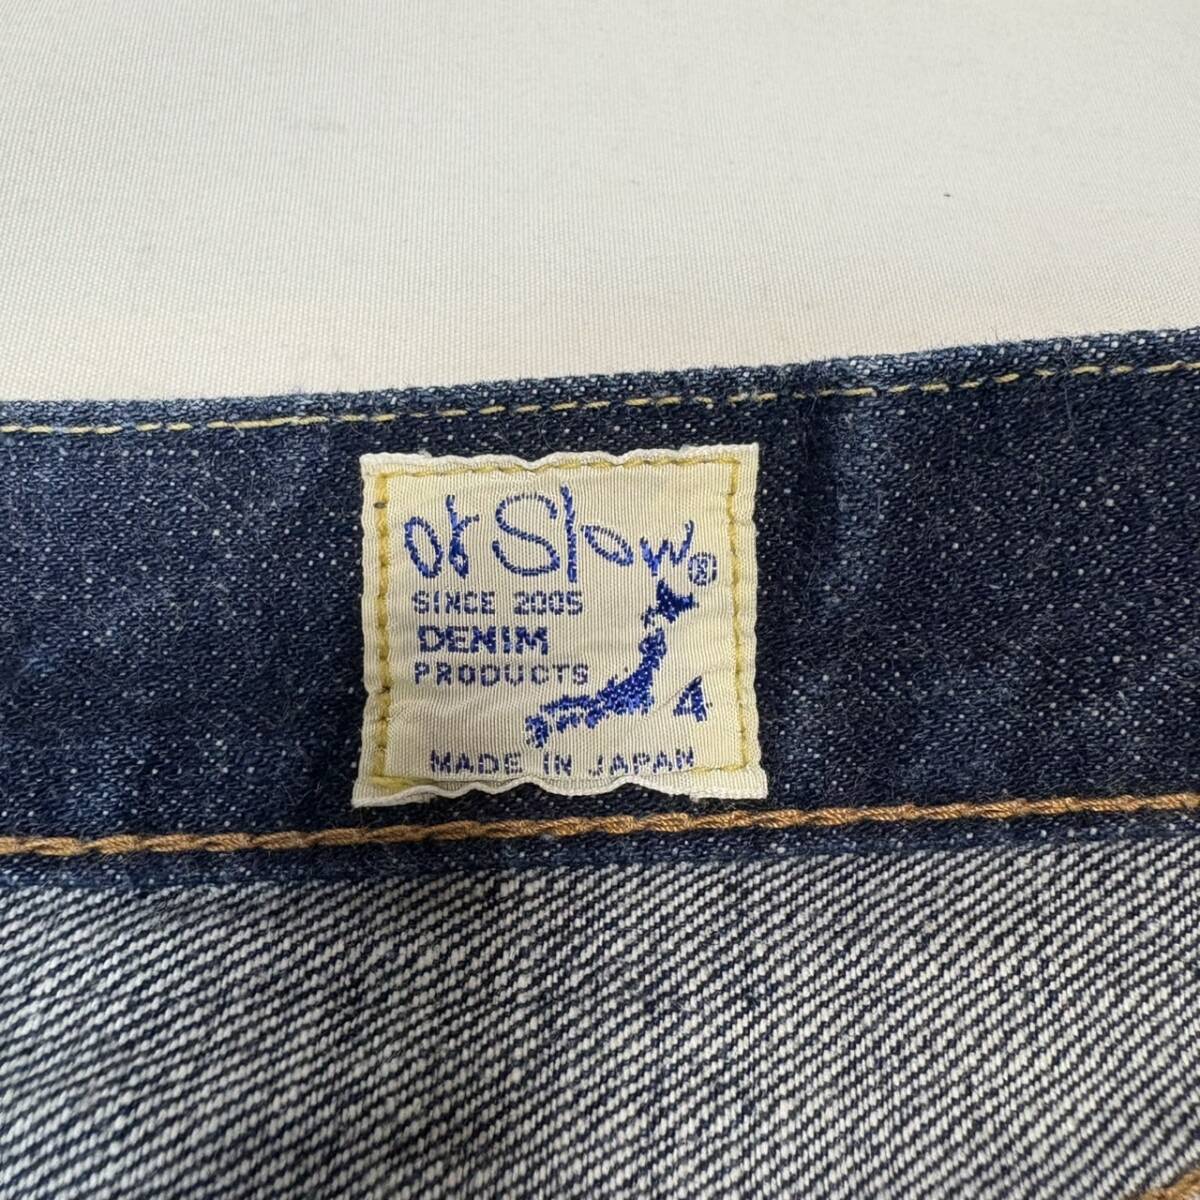 orSlow®
SINCE 2005
DENIM
PRODUCTS
4
MADE IN JAPAN